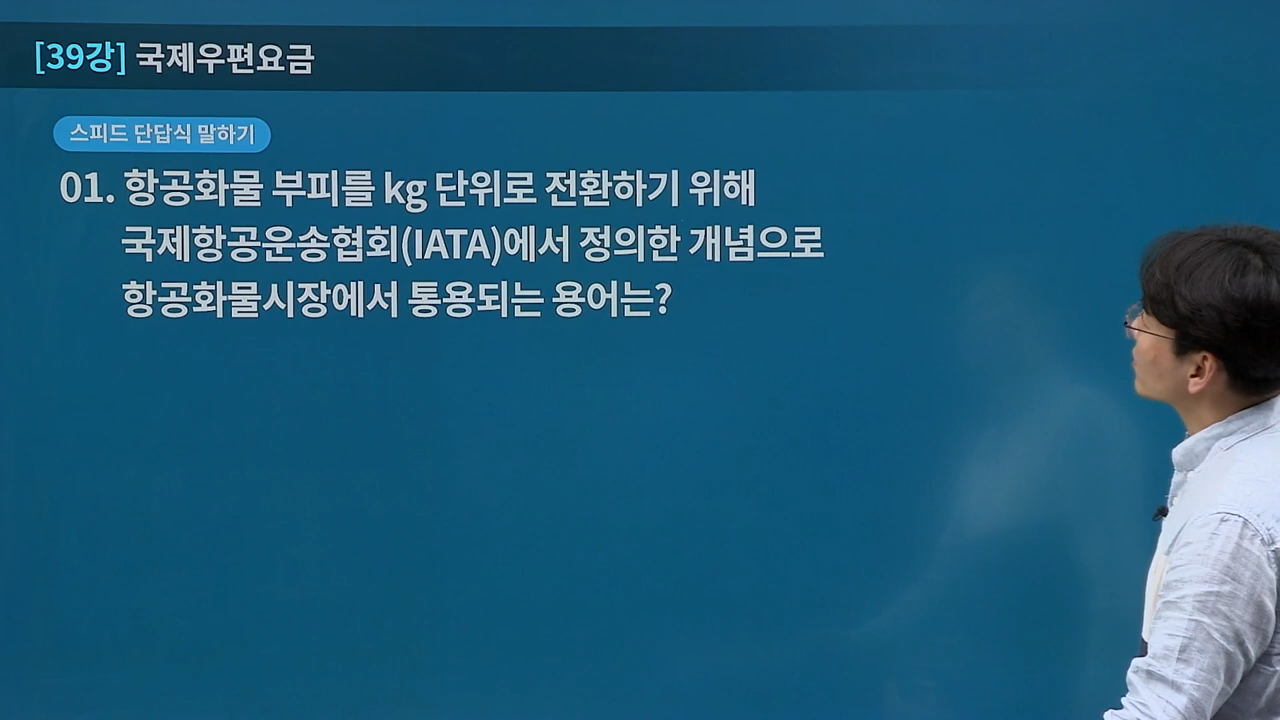 [39강] 국제우편요금
스피드 단답식 말하기
01. 항공화물 부피를 kg 단위로 전환하기 위해
국제항공운송협회(IATA)에서 정의한 개념으로
항공화물시장에서 통용되는 용어는?